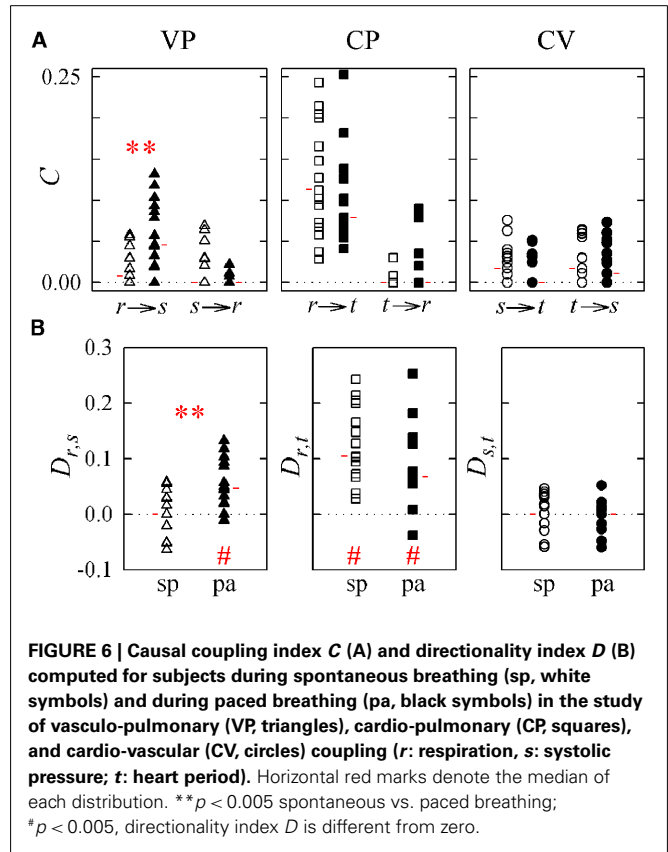 A
VP CP CV
0.25
C
**
0.00
r→s s→r r→t t→r s→t t→s
B
0.3
0.2
0.1
0.0
-0.1
D_{r,s}
**
D_{r,t}
D_{s,t}
# # #
sp pa sp pa sp pa
FIGURE 6 | Causal coupling index C (A) and directionality index D (B)
computed for subjects during spontaneous breathing (sp, white
symbols) and during paced breathing (pa, black symbols) in the study
of vasculo-pulmonary (VP, triangles), cardio-pulmonary (CP, squares),
and cardio-vascular (CV, circles) coupling (r: respiration, s: systolic
pressure; t: heart period). Horizontal red marks denote the median of
each distribution. **p < 0.005 spontaneous vs. paced breathing;
#p < 0.005, directionality index D is different from zero.